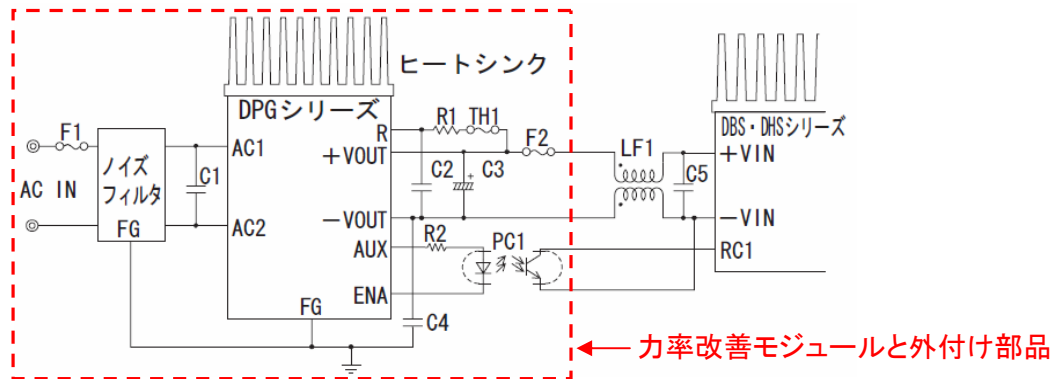 ヒートシンク
DPGシリーズ
R1 TH1
R
F2
F1
DBS・DHSシリーズ
AC1
+VOUT
LF1
+VIN
ノイズ
フィルタ
C1
C2
C3
+
C5
AC IN
AC2
-VOUT
-VIN
FG
R2
PC1
AUX
RC1
ENA
FG
C4
力率改善モジュールと外付け部品